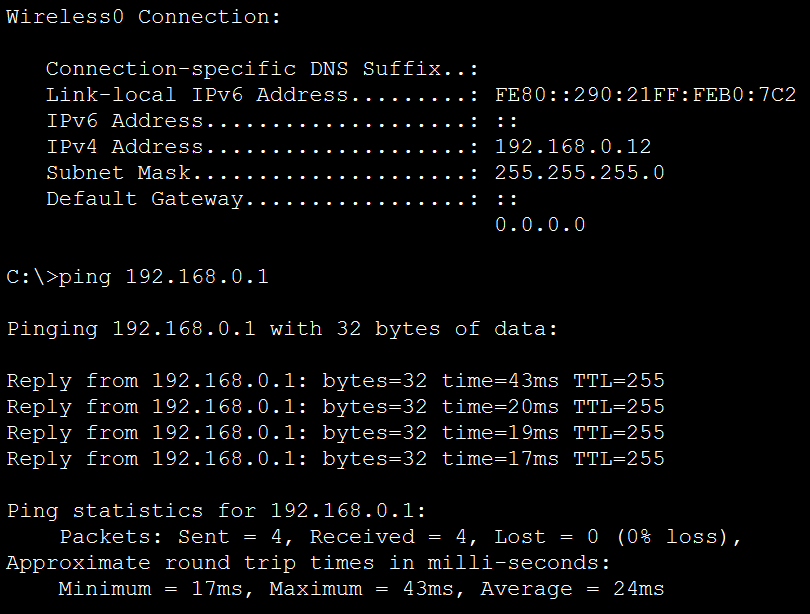 Wireless0 Connection:

   Connection-specific DNS Suffix..:
   Link-local IPv6 Address.........: FE80::290:21FF:FEB0:7C2
   IPv6 Address....................: ::
   IPv4 Address....................: 192.168.0.12
   Subnet Mask.....................: 255.255.255.0
   Default Gateway.................: ::
                                     0.0.0.0

C:\>ping 192.168.0.1

Pinging 192.168.0.1 with 32 bytes of data:

Reply from 192.168.0.1: bytes=32 time=43ms TTL=255
Reply from 192.168.0.1: bytes=32 time=20ms TTL=255
Reply from 192.168.0.1: bytes=32 time=19ms TTL=255
Reply from 192.168.0.1: bytes=32 time=17ms TTL=255

Ping statistics for 192.168.0.1:
    Packets: Sent = 4, Received = 4, Lost = 0 (0% loss),
Approximate round trip times in milli-seconds:
    Minimum = 17ms, Maximum = 43ms, Average = 24ms